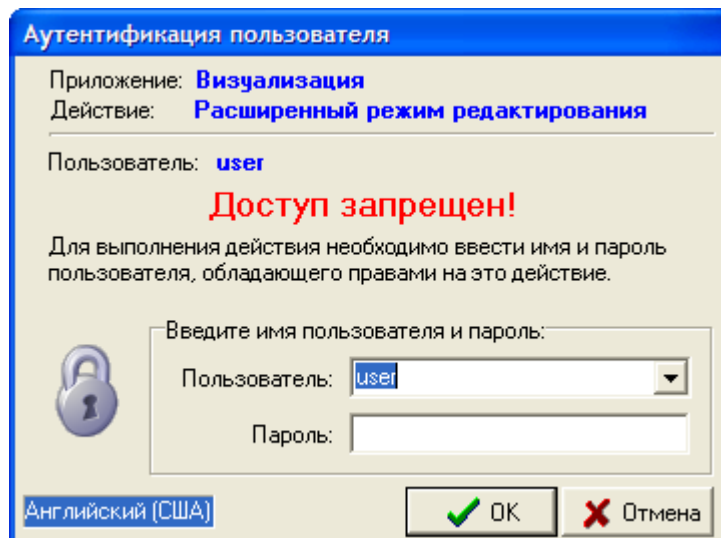 Аутентификация пользователя
Приложение: Визуализация
Действие: Расширенный режим редактирования
Пользователь: user
Доступ запрещен!
Для выполнения действия необходимо ввести имя и пароль
пользователя, обладающего правами на это действие.
Введите имя пользователя и пароль:
Пользователь: user
Пароль:
Английский (США)
OK
Отмена